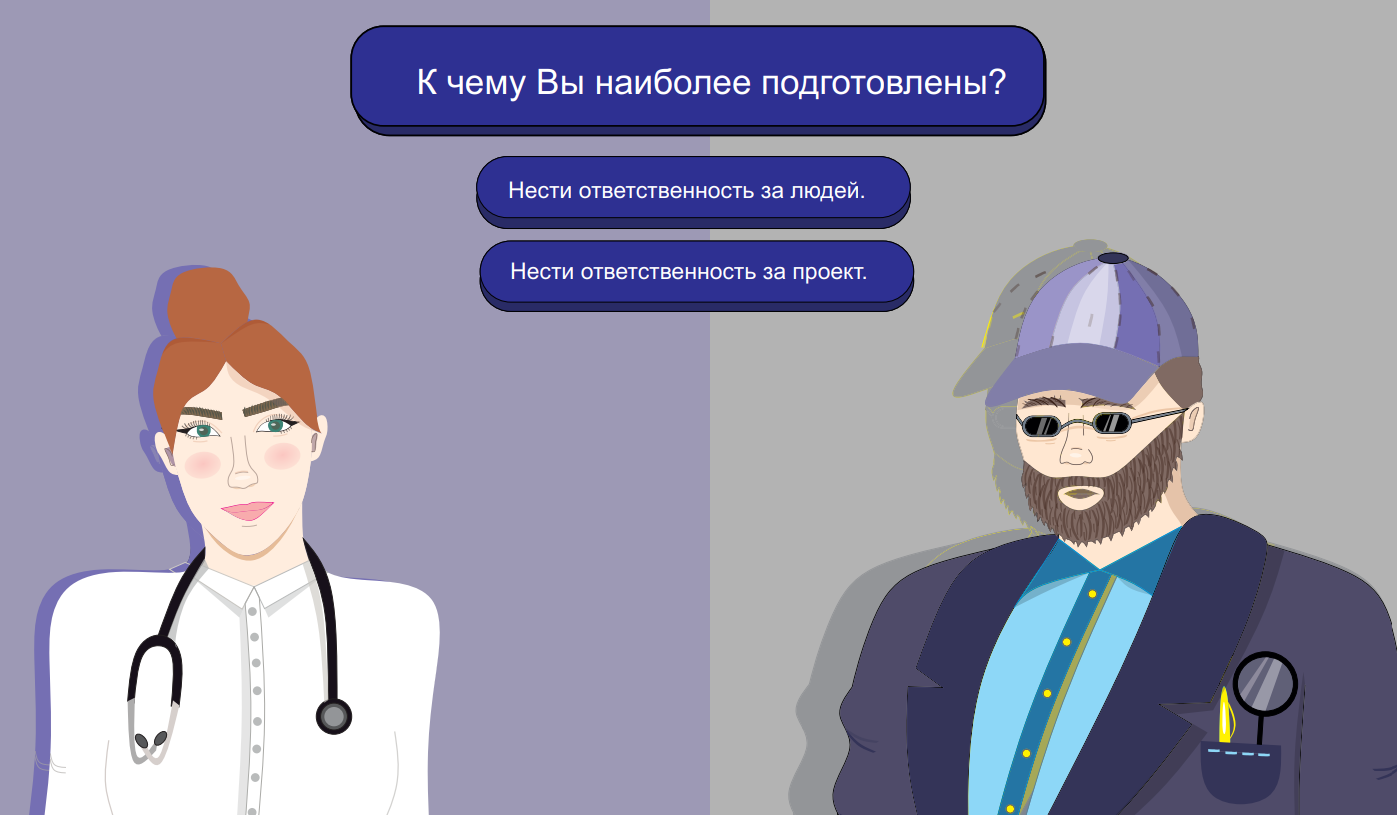 К чему Вы наиболее подготовлены?
Нести ответственность за людей.
Нести ответственность за проект.